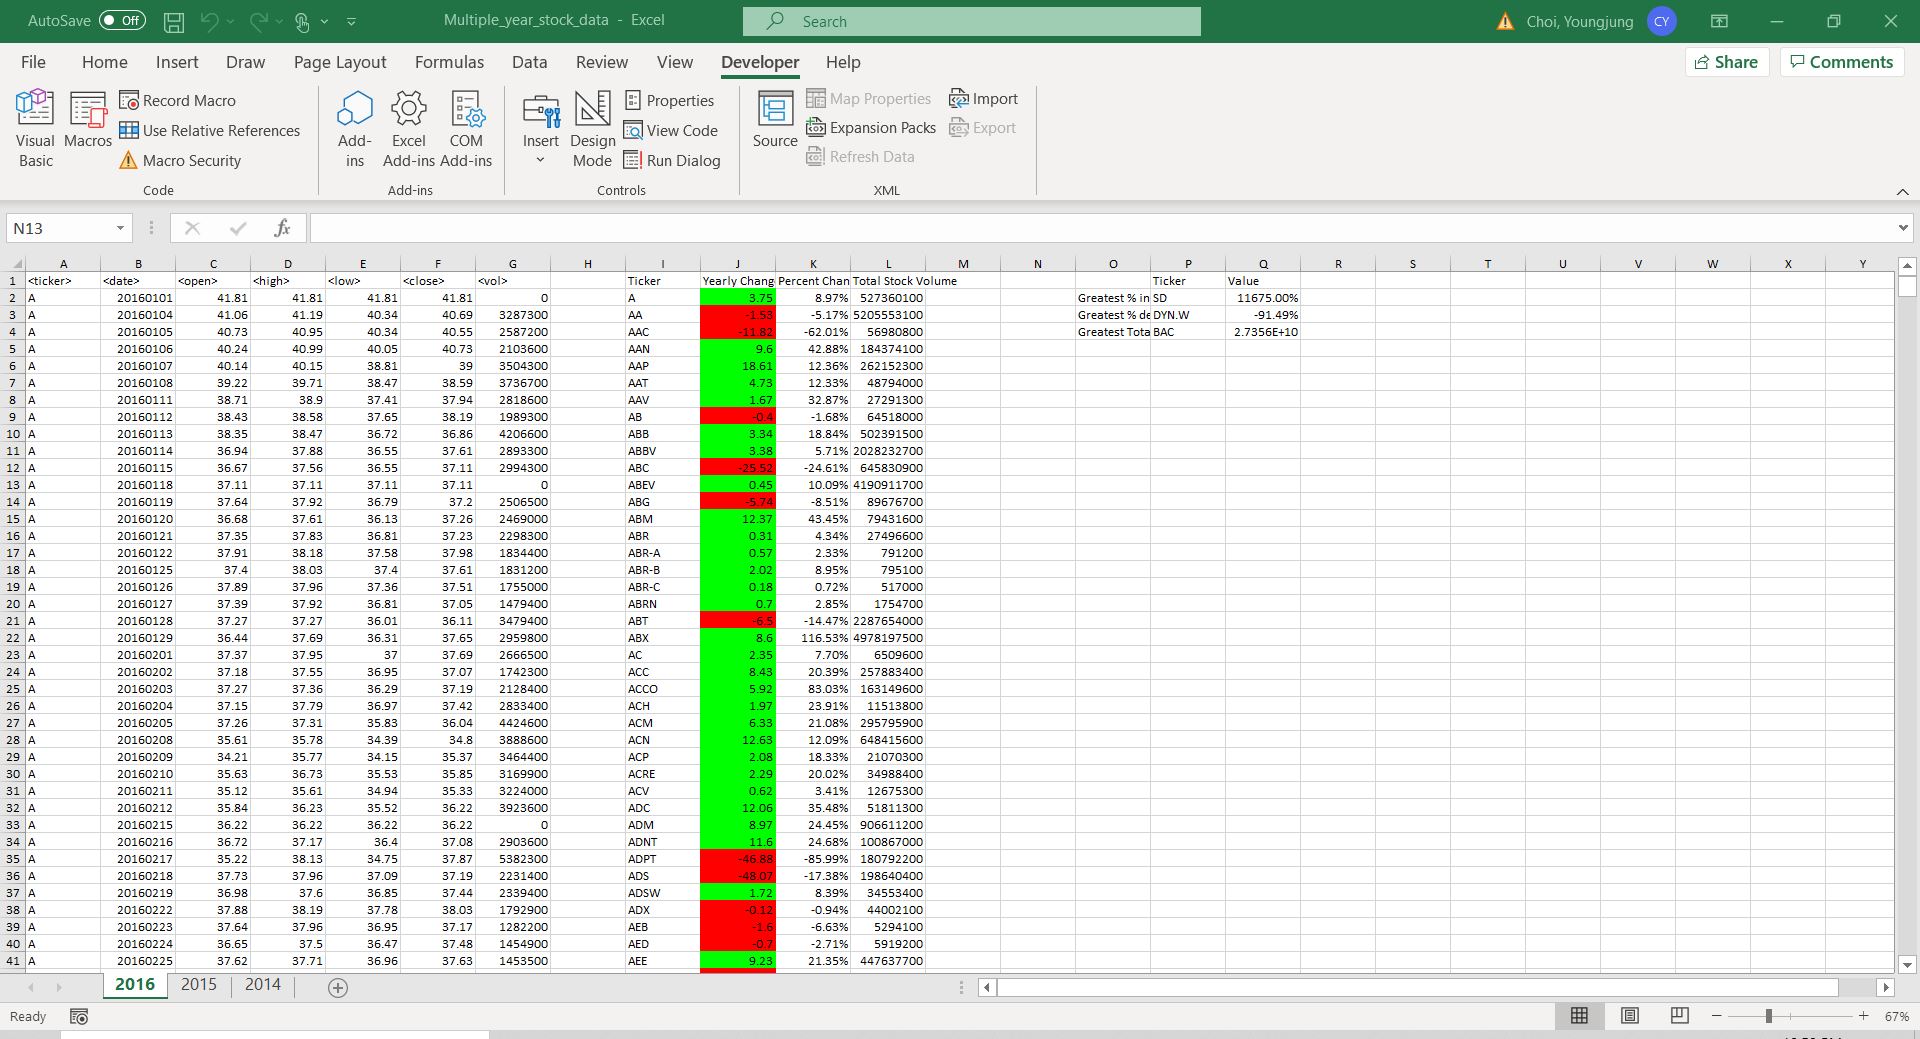 AutoSave Off Multiple_year_stock_data - Excel Search Choi, Youngjung CY
File Home Insert Draw Page Layout Formulas Data Review View Developer Help Share Comments
Visual Basic Macros Record Macro Use Relative References Macro Security Code
Add-ins Excel Add-ins COM Add-ins Add-ins
Insert Design Mode Properties View Code Run Dialog Controls
Source Map Properties Expansion Packs Refresh Data Import Export XML
N13 fx
A B C D E F G H I J K L M N O P Q R S T U V W X Y
1 <ticker> <date> <open> <high> <low> <close> <vol> Ticker Yearly Chang Percent Chan Total Stock Volume Ticker Value
2 A 20160101 41.81 41.81 41.81 41.81 0 A 3.75 8.97% 527360100 Greatest % in SD 11675.00%
3 A 20160104 41.06 41.19 40.34 40.69 3287300 AA -1.53 -5.17% 5205553100 Greatest % de DYN.W -91.49%
4 A 20160105 40.73 40.95 40.34 40.55 2587200 AAC -11.82 -62.01% 56980800 Greatest Tota BAC 2.7356E+10
5 A 20160106 40.24 40.99 40.05 40.73 2103600 AAN 9.6 42.88% 184374100
6 A 20160107 40.14 40.15 38.81 39 3504300 AAP 18.61 12.36% 262152300
7 A 20160108 39.22 39.71 38.47 38.59 3736700 AAT 4.73 12.33% 48794000
8 A 20160111 38.71 38.9 37.41 37.94 2818600 AAV 1.67 32.87% 27291300
9 A 20160112 38.43 38.58 37.65 38.19 1989300 AB -0.4 -1.68% 64518000
10 A 20160113 38.35 38.47 36.72 36.86 4206600 ABB 3.34 18.84% 502391500
11 A 20160114 36.94 37.88 36.55 37.61 2893300 ABBV 3.38 5.71% 2028232700
12 A 20160115 36.67 37.56 36.55 37.11 2994300 ABC -25.52 -24.61% 645830900
13 A 20160118 37.11 37.11 37.11 37.11 0 ABEV 0.45 10.09% 4190911700
14 A 20160119 37.64 37.92 36.79 37.2 2506500 ABG -5.74 -8.51% 89676700
15 A 20160120 36.68 37.61 36.13 37.26 2469000 ABM 12.37 43.45% 79431600
16 A 20160121 37.35 37.83 36.81 37.23 2298300 ABR 0.31 4.34% 27496600
17 A 20160122 37.91 38.18 37.58 37.98 1834400 ABR-A 0.57 2.33% 791200
18 A 20160125 37.4 38.03 37.4 37.61 1831200 ABR-B 2.02 8.95% 795100
19 A 20160126 37.89 37.96 37.36 37.51 1755000 ABR-C 0.18 0.72% 517000
20 A 20160127 37.39 37.92 36.81 37.05 1479400 ABRN 0.7 2.85% 1754700
21 A 20160128 37.27 37.27 36.01 36.11 3479400 ABT -6.5 -14.47% 2287654000
22 A 20160129 36.44 37.69 36.31 37.65 2959800 ABX 8.6 116.53% 4978197500
23 A 20160201 37.37 37.95 37 37.69 2666500 AC 2.35 7.70% 6509600
24 A 20160202 37.18 37.55 36.95 37.07 1742300 ACC 8.43 20.39% 257883400
25 A 20160203 37.27 37.36 36.29 37.19 2128400 ACCO 5.92 83.03% 163149600
26 A 20160204 37.15 37.79 36.97 37.42 2833400 ACH 1.97 23.91% 11513800
27 A 20160205 37.26 37.31 35.83 36.04 4424600 ACM 6.33 21.08% 295795900
28 A 20160208 35.61 35.78 34.39 34.8 3888600 ACN 12.63 12.09% 648415600
29 A 20160209 34.21 35.77 34.15 35.37 3464400 ACP 2.08 18.33% 21070300
30 A 20160210 35.63 36.73 35.53 35.85 3169900 ACRE 2.29 20.02% 34988400
31 A 20160211 35.12 35.61 34.94 35.33 3224000 ACV 0.62 3.41% 12675300
32 A 20160212 35.84 36.23 35.52 36.22 3923600 ADC 12.06 35.48% 51811300
33 A 20160215 36.22 36.22 36.22 36.22 0 ADM 8.97 24.45% 906611200
34 A 20160216 36.72 37.17 36.4 37.08 2903600 ADNT 11.6 24.68% 100867000
35 A 20160217 35.22 38.13 34.75 37.87 5382300 ADPT -46.88 -85.99% 180792200
36 A 20160218 37.73 37.96 37.09 37.19 2231400 ADS -48.07 -17.38% 198640400
37 A 20160219 36.98 37.6 36.85 37.44 2339400 ADSW 1.72 8.39% 34553400
38 A 20160222 37.88 38.19 37.78 38.03 1792900 ADX -0.12 -0.94% 44002100
39 A 20160223 37.64 37.96 36.95 37.17 1282200 AEB -1.6 -6.63% 5294100
40 A 20160224 36.65 37.5 36.47 37.48 1454900 AED -0.7 -2.71% 5919200
41 A 20160225 37.62 37.71 36.96 37.63 1453500 AEE 9.23 21.35% 447637700
2016 2015 2014
Ready 67%